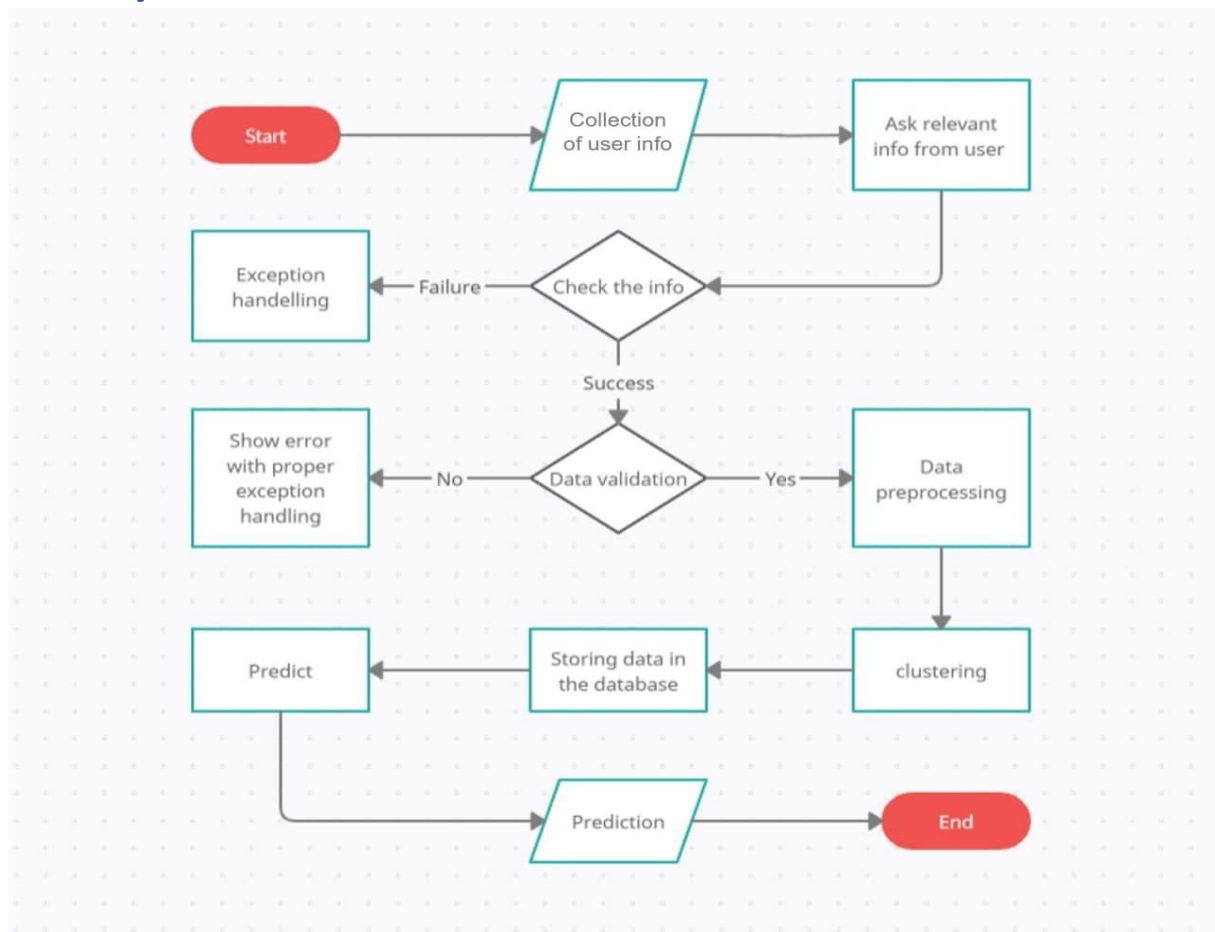 Start
Collection
of user info
Ask relevant
info from user
Exception
handelling
Failure
Check the info
Success
Show error
with proper
exception
handling
No
Data validation
Yes
Data
preprocessing
Predict
Storing data in
the database
clustering
Prediction
End